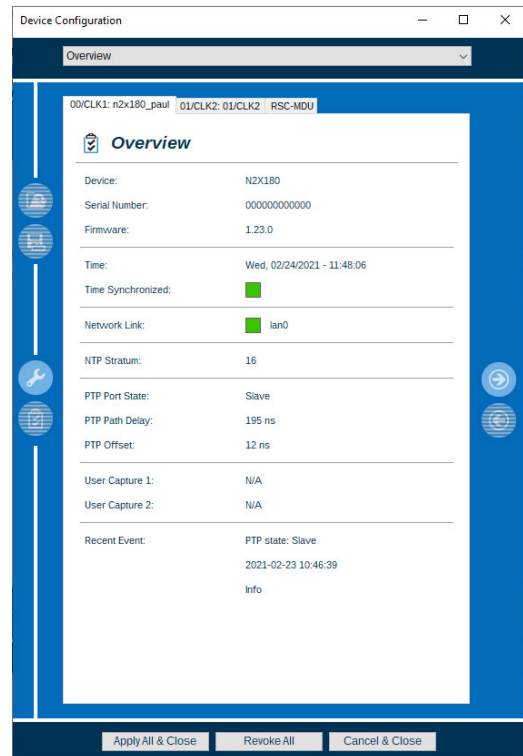 Device Configuration
Overview
00/CLK1: n2x180_paul 01/CLK2: 01/CLK2 RSC-MDU
Overview
Device: N2X180
Serial Number: 000000000000
Firmware: 1.23.0
Time: Wed, 02/24/2021 - 11:48:06
Time Synchronized:
Network Link: lan0
NTP Stratum: 16
PTP Port State: Slave
PTP Path Delay: 195 ns
PTP Offset: 12 ns
User Capture 1: N/A
User Capture 2: N/A
Recent Event: PTP state: Slave
2021-02-23 10:46:39
Info
Apply All & Close Revoke All Cancel & Close